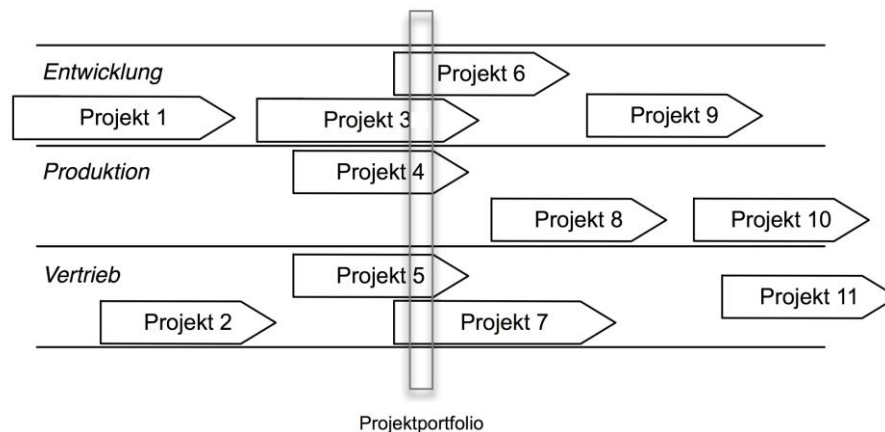 Entwicklung
Projekt 6
Projekt 1
Projekt 3
Projekt 9
Produktion
Projekt 4
Projekt 8
Projekt 10
Vertrieb
Projekt 5
Projekt 11
Projekt 2
Projekt 7
Projektportfolio